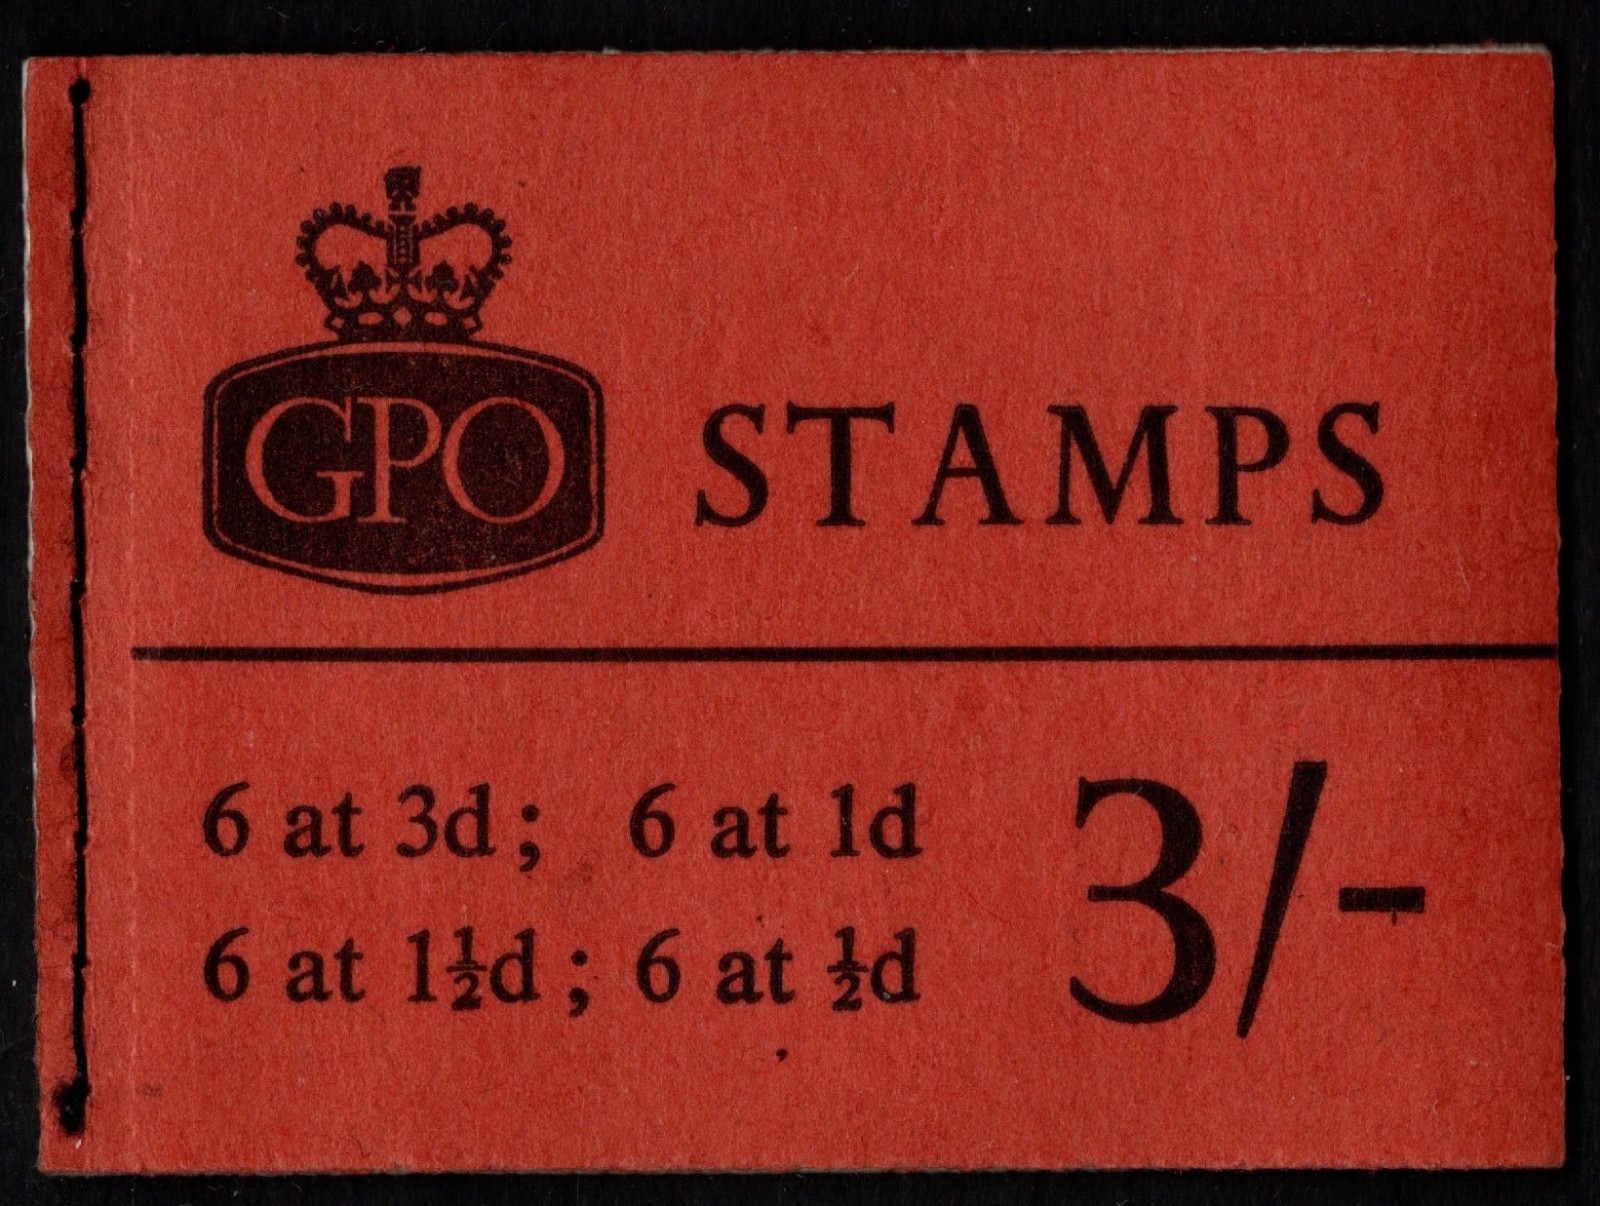 GPO STAMPS
6 at 3d; 6 at 1d
6 at 1½d; 6 at ½d
3/-